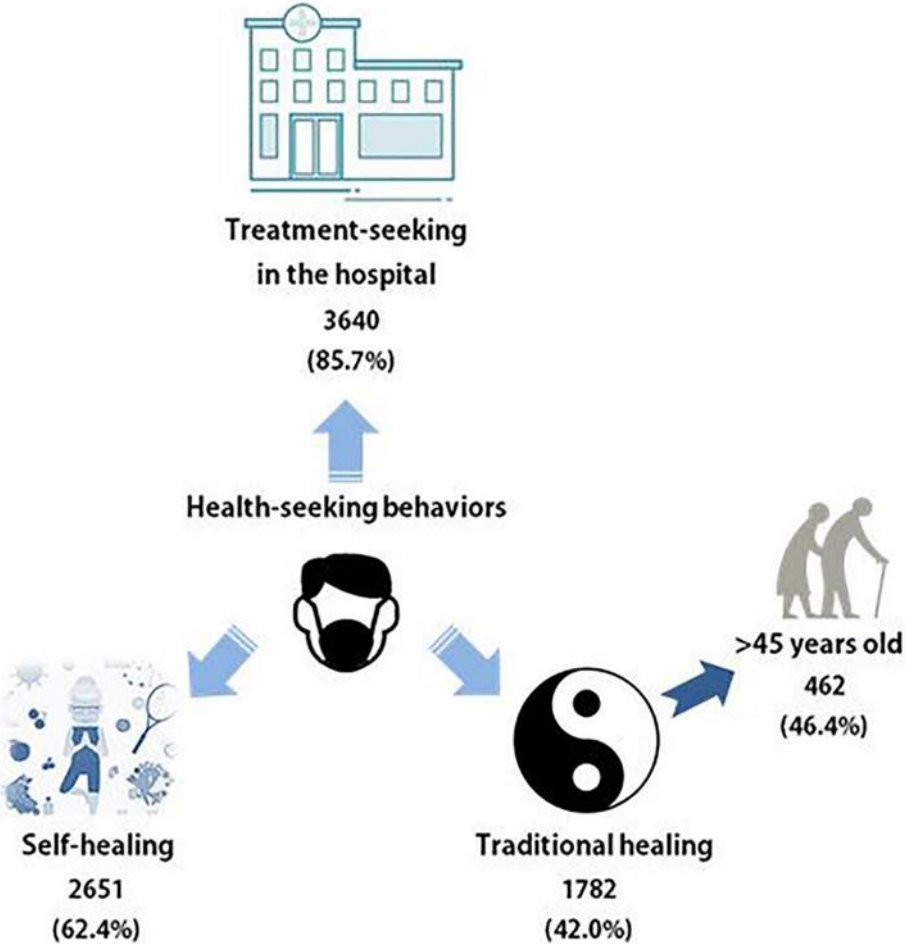 Treatment-seeking
in the hospital
3640
(85.7%)
Health-seeking behaviors
>45 years old
462
(46.4%)
Self-healing
2651
(62.4%)
Traditional healing
1782
(42.0%)